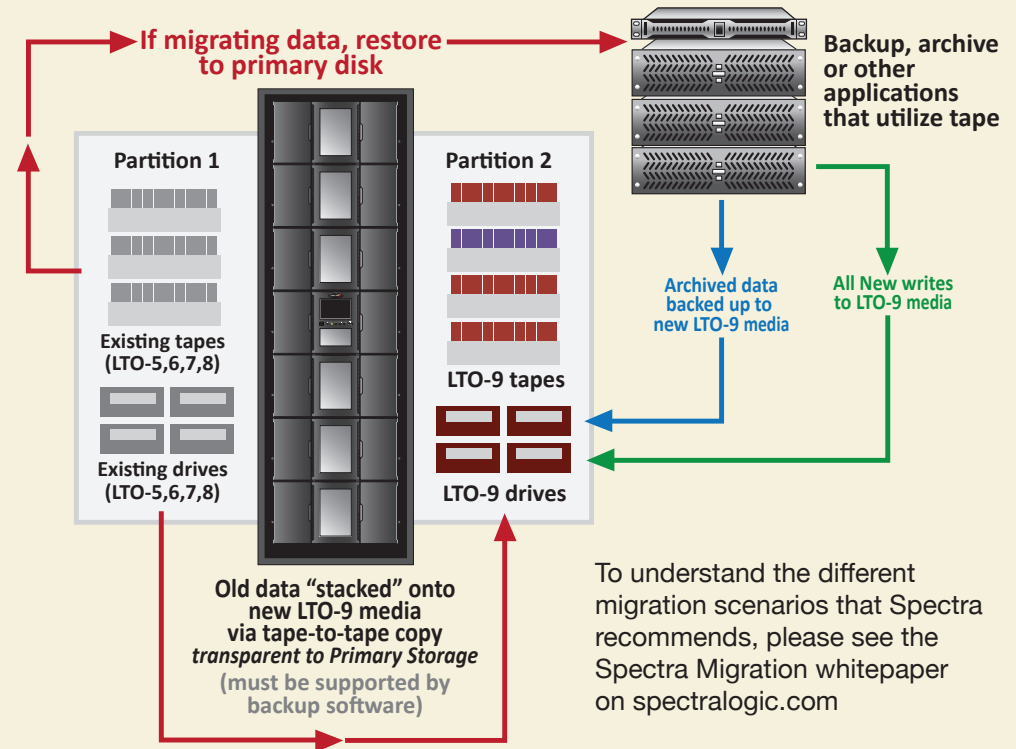 If migrating data, restore
to primary disk
Backup, archive
or other
applications
that utilize tape
Partition 1
Existing tapes
(LTO-5,6,7,8)
Existing drives
(LTO-5,6,7,8)
Partition 2
LTO-9 tapes
LTO-9 drives
Archived data
backed up to
new LTO-9 media
All New writes
to LTO-9 media
Old data “stacked” onto
new LTO-9 media
via tape-to-tape copy
transparent to Primary Storage
(must be supported by
backup software)
To understand the different
migration scenarios that Spectra
recommends, please see the
Spectra Migration whitepaper
on spectralogic.com